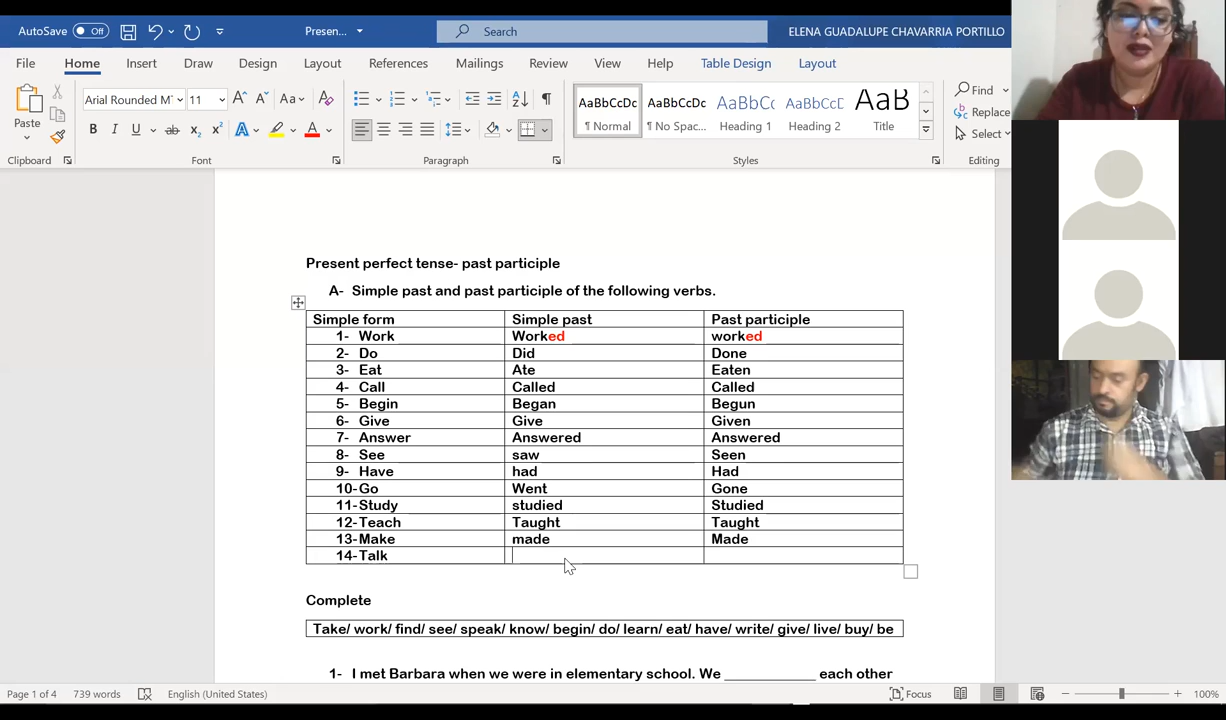 AutoSave Off Presen... Search ELENA GUADALUPE CHAVARRIA PORTILLO
File Home Insert Draw Design Layout References Mailings Review View Help Table Design Layout
Paste
Arial Rounded M 11 Aa
B I U ab x₂ x² A A
AaBbCcDc AaBbCcDc AaBbCc AaBbCcC AaB
¶ Normal ¶ No Spac... Heading 1 Heading 2 Title
Find
Replace
Select
Clipboard Font Paragraph Styles Editing
Present perfect tense- past participle
A- Simple past and past participle of the following verbs.
Simple form Simple past Past participle
1- Work Worked worked
2- Do Did Done
3- Eat Ate Eaten
4- Call Called Called
5- Begin Began Begun
6- Give Give Given
7- Answer Answered Answered
8- See saw Seen
9- Have had Had
10- Go Went Gone
11- Study studied Studied
12- Teach Taught Taught
13- Make made Made
14- Talk
Complete
Take/ work/ find/ see/ speak/ know/ begin/ do/ learn/ eat/ have/ write/ give/ live/ buy/ be
1- I met Barbara when we were in elementary school. We _____________ each other
Page 1 of 4 739 words English (United States) Focus 100%